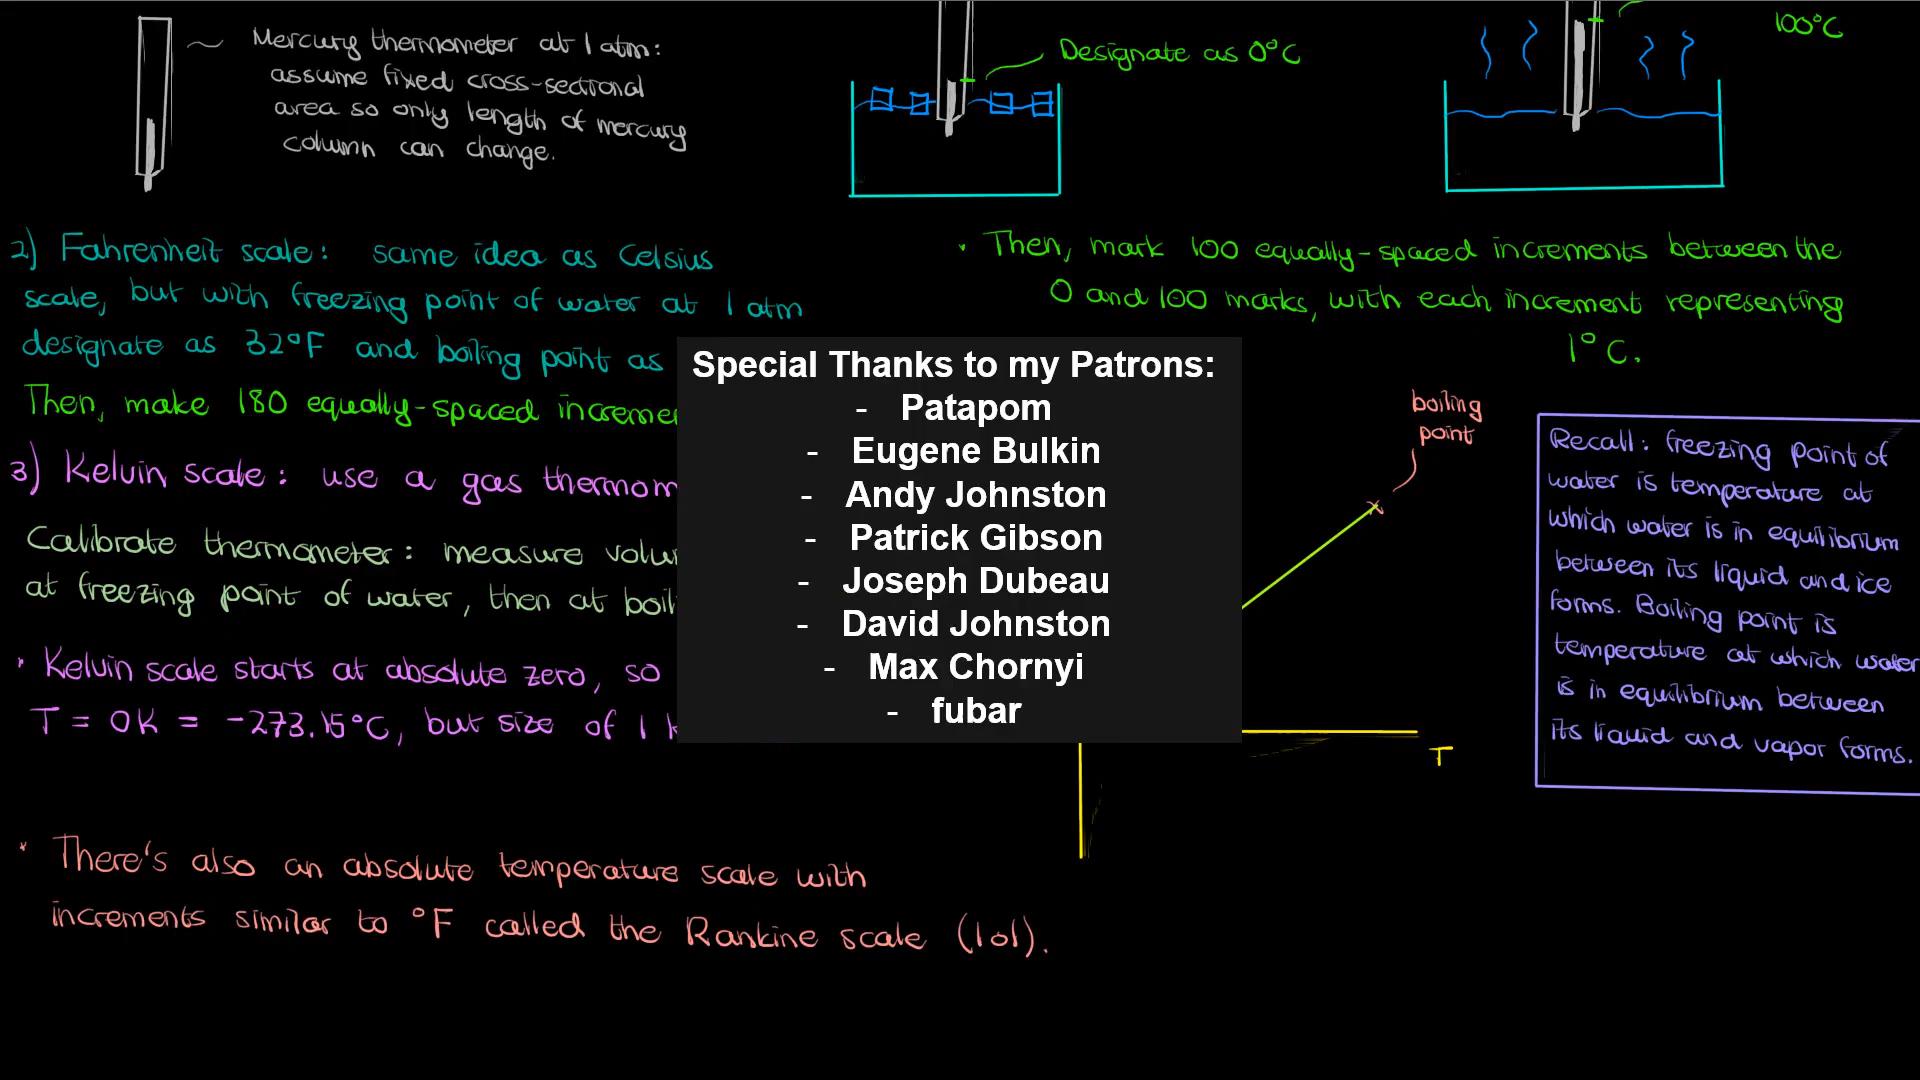 Mercury thermometer at 1 atm:
assume fixed cross-sectional
area so only length of mercury
column can change.
Designate as 0°C
100°C
2) Fahrenheit scale: same idea as Celsius
scale, but with freezing point of water at 1 atm
designate as 32°F and boiling point as
Then, make 180 equally-spaced
3) Kelvin scale: use a gas
Calibrate thermometer: measure
at freezing point of water, then at
• Kelvin scale starts at absolute zero, so
T = 0K = -273.15°C, but size of 1
• There's also an absolute temperature scale with
increments similar to °F called the Rankine scale (lol).
• Then, mark 100 equally-spaced increments between the
0 and 100 marks, with each increment representing
1°C.
Special Thanks to my Patrons:
- Patapom
- Eugene Bulkin
- Andy Johnston
- Patrick Gibson
- Joseph Dubeau
- David Johnston
- Max Chornyi
- fubar
boiling
point
T
Recall: freezing point of
water is temperature at
which water is in equilibrium
between its liquid and ice
forms. Boiling point is
temperature at which water
is in equilibrium between
its liquid and vapor forms.